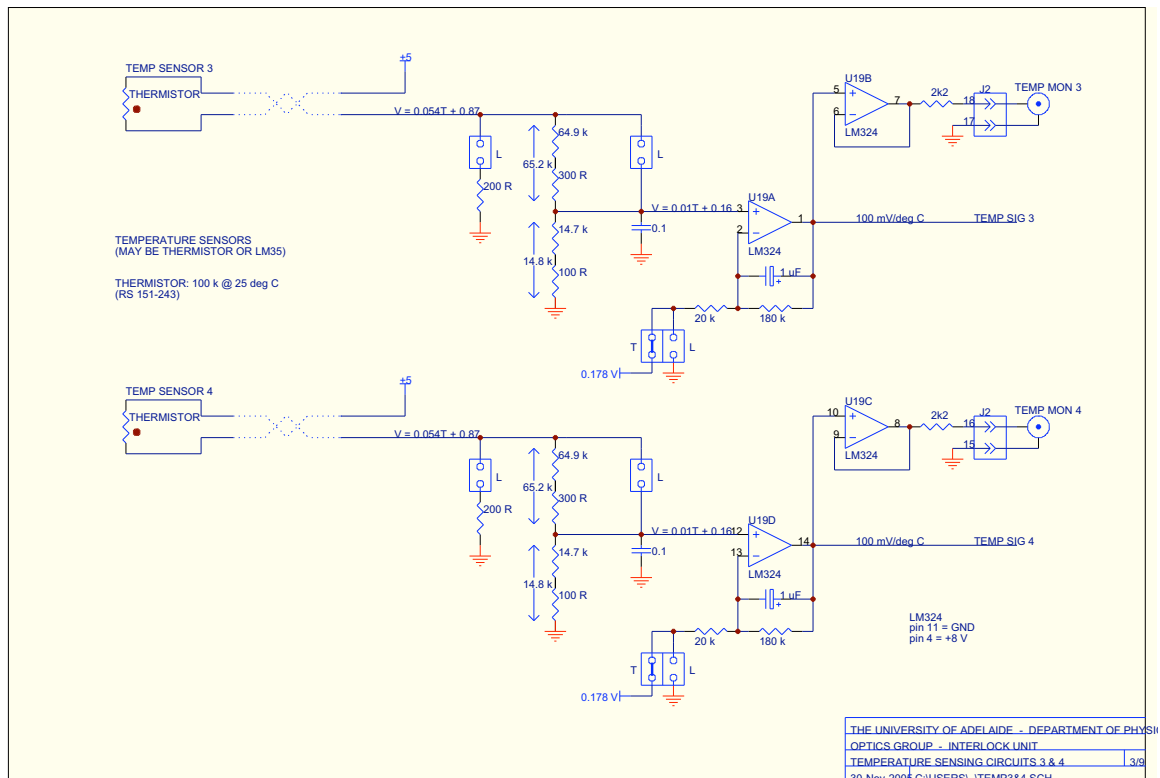 TEMP SENSOR 3
THERMISTOR
+5
V = 0.054T + 0.87
L
200 R
64.9 k
65.2 k
300 R
L
V = 0.01T + 0.16
14.7 k
14.8 k
100 R
0.1
U19A
3
2
1
LM324
1 uF
20 k
180 k
T
L
0.178 V
U19B
5
6
7
LM324
2k2
J2
18
17
TEMP MON 3
100 mV/deg C
TEMP SIG 3
TEMPERATURE SENSORS
(MAY BE THERMISTOR OR LM35)
THERMISTOR: 100 k @ 25 deg C
(RS 151-243)
TEMP SENSOR 4
THERMISTOR
+5
V = 0.054T + 0.87
L
200 R
64.9 k
65.2 k
300 R
L
V = 0.01T + 0.16
14.7 k
14.8 k
100 R
0.1
U19D
12
13
14
LM324
1 uF
20 k
180 k
T
L
0.178 V
U19C
10
9
8
LM324
2k2
J2
16
15
TEMP MON 4
100 mV/deg C
TEMP SIG 4
LM324
pin 11 = GND
pin 4 = +8 V
THE UNIVERSITY OF ADELAIDE - DEPARTMENT OF PHYSI
OPTICS GROUP - INTERLOCK UNIT
TEMPERATURE SENSING CIRCUITS 3 & 4 3/9